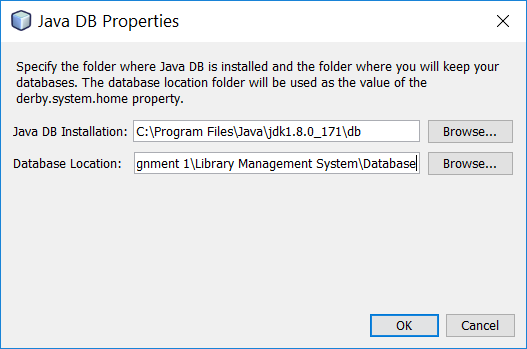 Java DB Properties
Specify the folder where Java DB is installed and the folder where you will keep your
databases. The database location folder will be used as the value of the
derby.system.home property.
Java DB Installation: C:\Program Files\Java\jdk1.8.0_171\db Browse...
Database Location: gnment 1\Library Management System\Database Browse...
OK Cancel